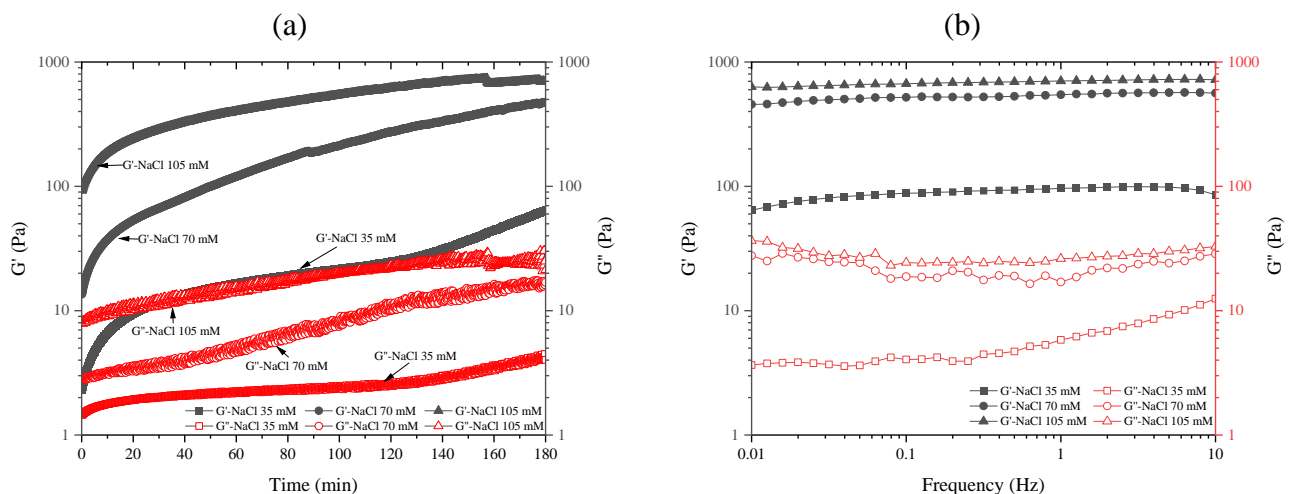 (a)
1000
100
10
1
G' (Pa)
1000
100
10
1
G'' (Pa)
G'-NaCl 105 mM
G'-NaCl 70 mM
G'-NaCl 35 mM
G''-NaCl 105 mM
G''-NaCl 70 mM
G''-NaCl 35 mM
G'-NaCl 35 mM G'-NaCl 70 mM G'-NaCl 105 mM
G''-NaCl 35 mM G''-NaCl 70 mM G''-NaCl 105 mM
0 20 40 60 80 100 120 140 160 180
Time (min)
(b)
1000
100
10
1
G' (Pa)
1000
100
10
1
G'' (Pa)
G'-NaCl 35 mM G''-NaCl 35 mM
G'-NaCl 70 mM G''-NaCl 70 mM
G'-NaCl 105 mM G''-NaCl 105 mM
0.01 0.1 1 10
Frequency (Hz)